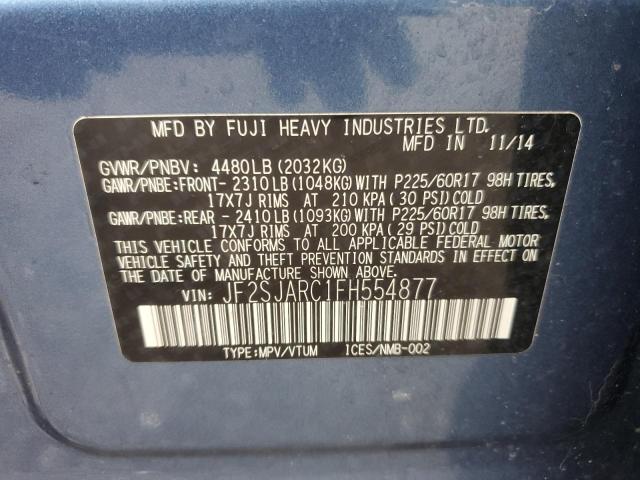 MFD BY FUJI HEAVY INDUSTRIES LTD.
MFD IN 11/14
GVWR/PNBV: 4480LB (2032KG)
GAWR/PNBE:FRONT- 2310LB (1048KG)WITH P225/60R17 98H TIRES,
17X7J RIMS AT 210 KPA ( 30 PSI)COLD
GAWR/PNBE:REAR - 2410LB (1093KG)WITH P225/60R17 98H TIRES,
17X7J RIMS AT 200 KPA ( 29 PSI)COLD
THIS VEHICLE CONFORMS TO ALL APPLICABLE FEDERAL MOTOR
VEHICLE SAFETY AND THEFT PREVENTION STANDARDS IN EFFECT
ON THE DATE OF MANUFACTURE SHOWN ABOVE.
VIN: JF2SJARC1FH554877
TYPE:MPV/VTUM ICES/NMB-002